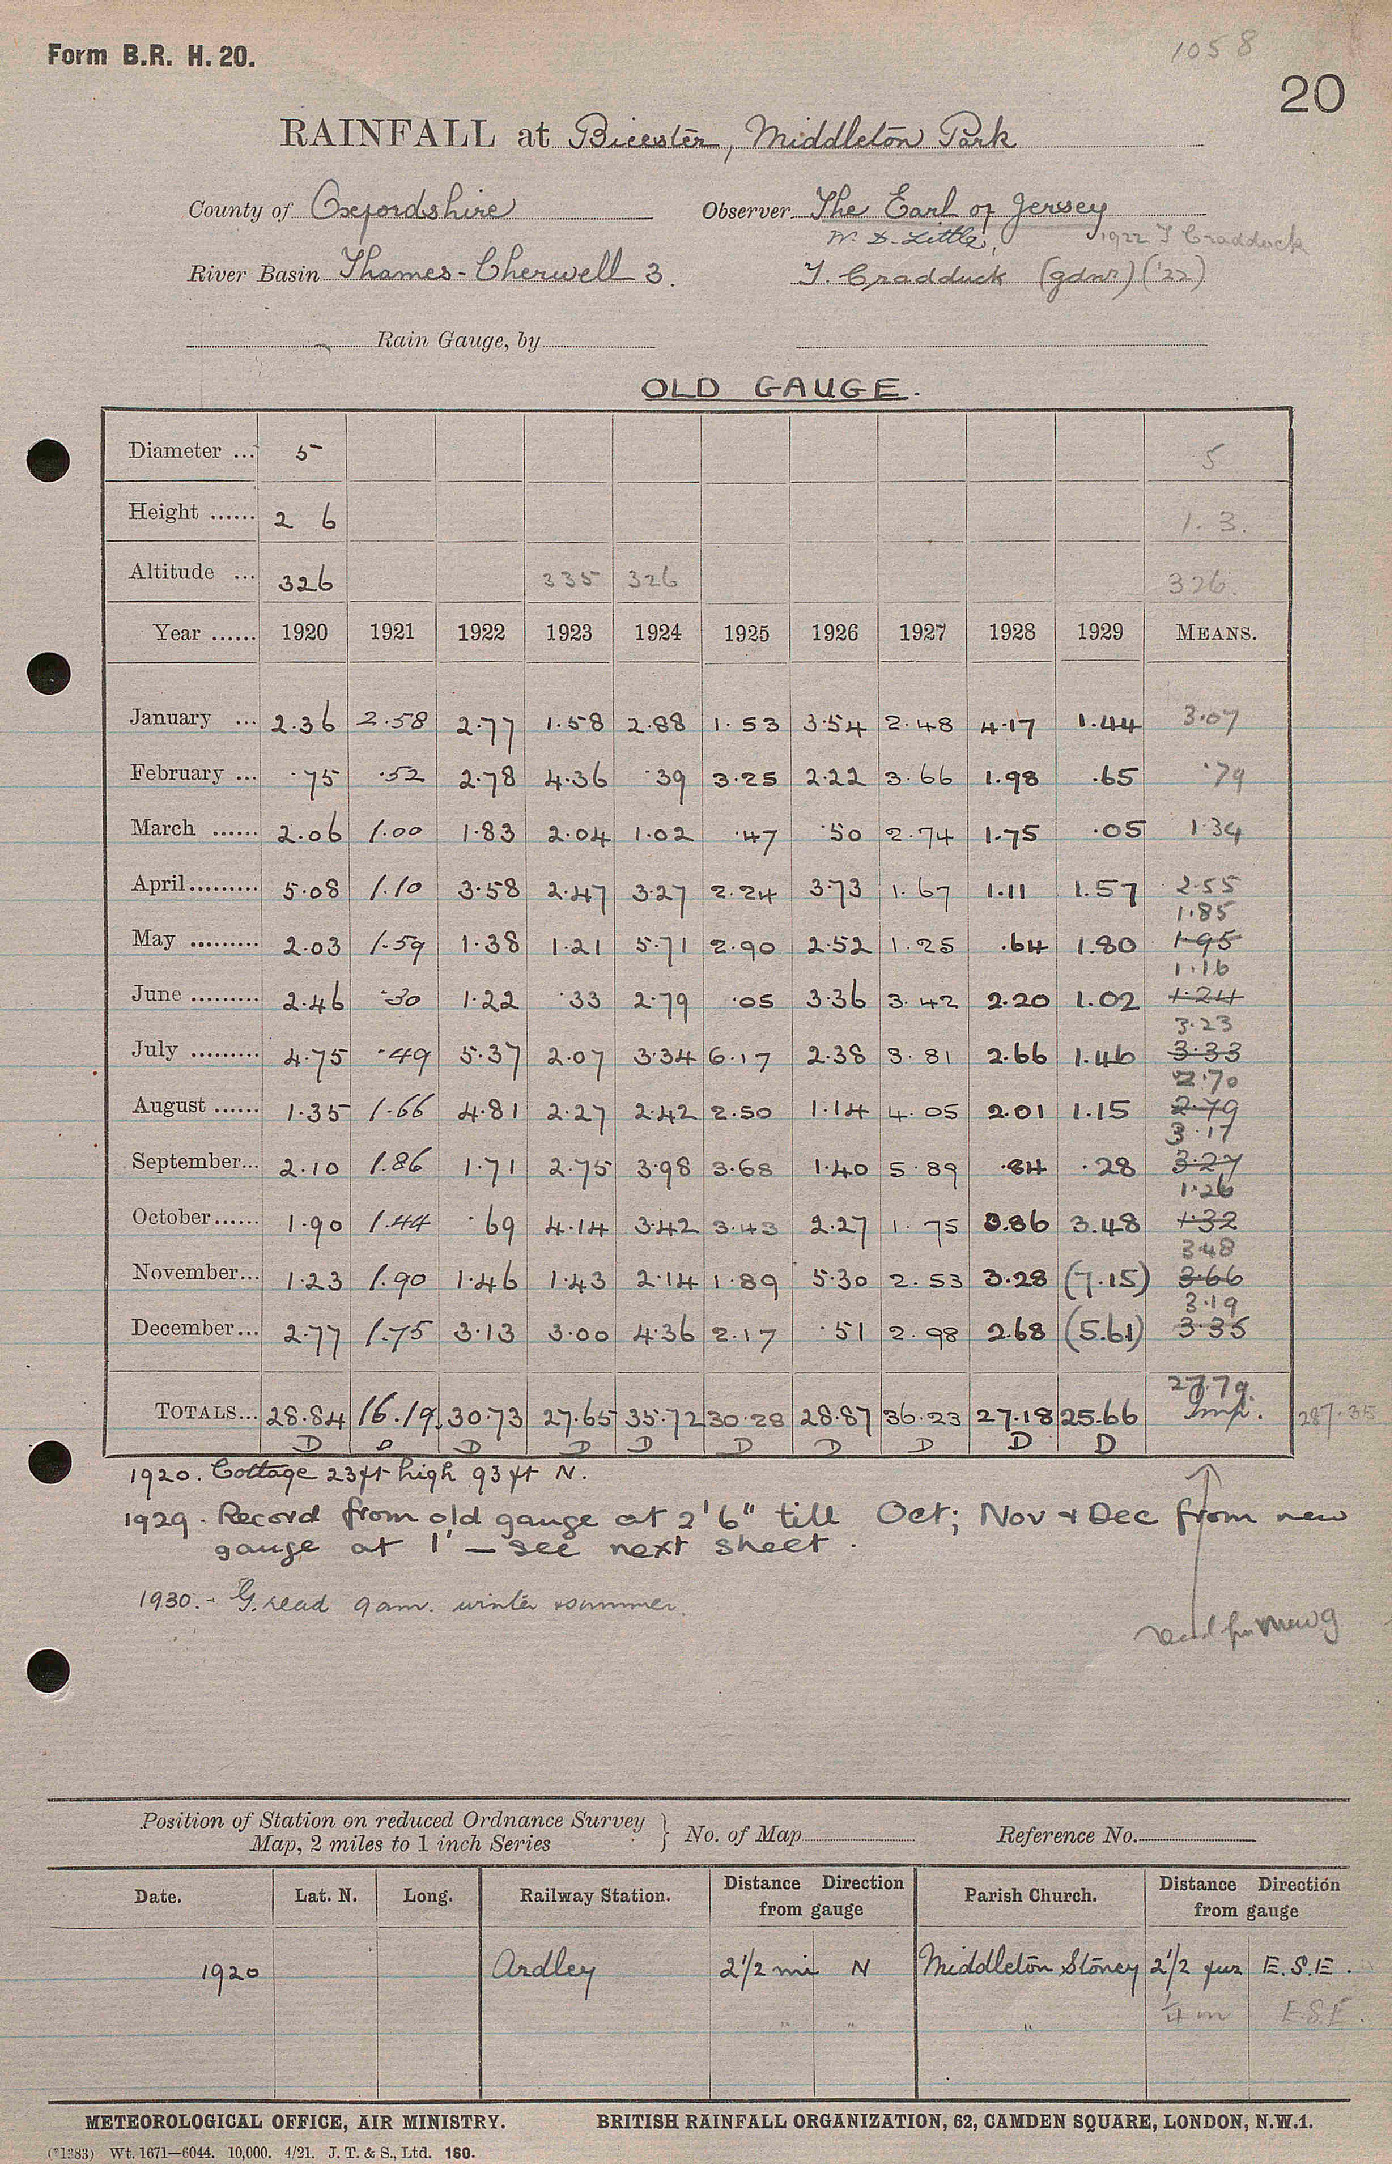 Form B.R. H. 20.
1058
20
RAINFALL at Bicester, Middleton Park
County of Oxfordshire Observer The Earl of Jersey
W. D. Little, 1922 T Craddock
River Basin Thames - Cherwell 3. T. Cradduck (gdnr) ('22)
Rain Gauge, by
OLD GAUGE.
Diameter ... 5 5
Height ...... 2 6 1. 3.
Altitude ... 326 335 326 326.
Year ...... 1920 1921 1922 1923 1924 1925 1926 1927 1928 1929 MEANS.
January ... 2.36 2.58 2.77 1.58 2.88 1.53 3.54 2.48 4.17 1.44 3.07
February ... .75 .52 2.78 4.36 .39 3.25 2.22 3.66 1.98 .65 .79
March ...... 2.06 1.00 1.83 2.04 1.02 .47 .50 2.74 1.75 .05 1.34
April ......... 5.08 1.10 3.58 2.47 3.27 2.24 3.73 1.67 1.11 1.57 2.55
1.85
May ......... 2.03 1.59 1.38 1.21 5.71 2.90 2.52 1.25 .64 1.80 1.95
1.16
June ......... 2.46 .30 1.22 .33 2.79 .05 3.36 3.42 2.20 1.02 1.24
3.23
July ......... 4.75 .49 5.37 2.07 3.34 6.17 2.38 3.81 2.66 1.46 3.33
2.70
August ...... 1.35 1.66 4.81 2.27 2.42 2.50 1.14 4.05 2.01 1.15 2.79
3.17
September... 2.10 1.86 1.71 2.75 3.98 3.68 1.40 5.89 .84 .28 3.27
1.26
October ...... 1.90 1.44 .69 4.14 3.42 3.43 2.27 1.75 3.86 3.48 1.32
3.48
November... 1.23 1.90 1.46 1.43 2.14 1.89 5.30 2.53 3.28 (7.15) 3.66
3.19
December... 2.77 1.75 3.13 3.00 4.36 2.17 .51 2.98 2.68 (5.61) 3.35
27.79.
TOTALS... 28.84 16.19. 30.73 27.65 35.72 30.28 28.87 36.23 27.18 25.66 Imp. 287.35
D D D D D D D D D D
1920. Cottage 23ft high 93 ft N.
1929. Record from old gauge at 2' 6" till Oct; Nov & Dec from new
gauge at 1' — see next sheet.
1930.- G. read 9am. winter & summer.
Position of Station on reduced Ordnance Survey
Map, 2 miles to 1 inch Series
No. of Map Reference No.
Date. Lat. N. Long. Railway Station. Distance Direction from gauge Parish Church. Distance Direction from gauge
1920 Ardley 2 1/2 mi N Middleton Stoney 2 1/2 fur E.S.E.
" " " 1/4 m E.S.E.
METEOROLOGICAL OFFICE, AIR MINISTRY. BRITISH RAINFALL ORGANIZATION, 62, CAMDEN SQUARE, LONDON, N.W.1.
(*1383) Wt. 1671—6044. 10,000. 4/21. J. T. & S., Ltd. 160.